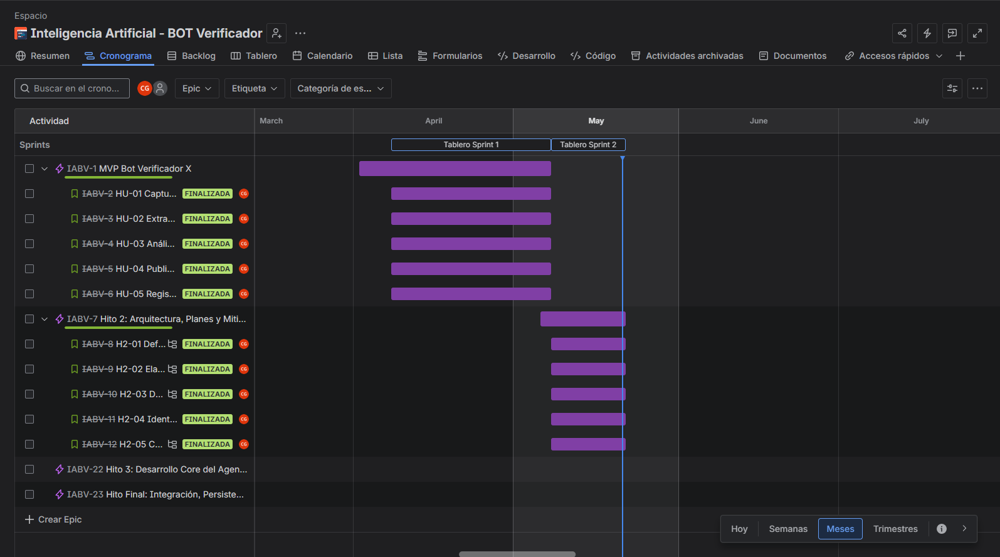 Espacio
Inteligencia Artificial - BOT Verificador
Resumen Cronograma Backlog Tablero Calendario Lista Formularios Desarrollo Código Actividades archivadas Documentos Accesos rápidos
Buscar en el crono... CG Epic Etiqueta Categoría de es...
Actividad March April May June July
Sprints Tablero Sprint 1 Tablero Sprint 2
IABV-1 MVP Bot Verificador X
IABV-2 HU-01 Captu... FINALIZADA CG
IABV-3 HU-02 Extra... FINALIZADA CG
IABV-4 HU-03 Análi... FINALIZADA CG
IABV-5 HU-04 Publi... FINALIZADA CG
IABV-6 HU-05 Regis... FINALIZADA CG
IABV-7 Hito 2: Arquitectura, Planes y Miti...
IABV-8 H2-01 Def... FINALIZADA CG
IABV-9 H2-02 Ela... FINALIZADA CG
IABV-10 H2-03 D... FINALIZADA CG
IABV-11 H2-04 Ident... FINALIZADA CG
IABV-12 H2-05 C... FINALIZADA CG
IABV-22 Hito 3: Desarrollo Core del Agen...
IABV-23 Hito Final: Integración, Persiste...
Crear Epic
Hoy Semanas Meses Trimestres